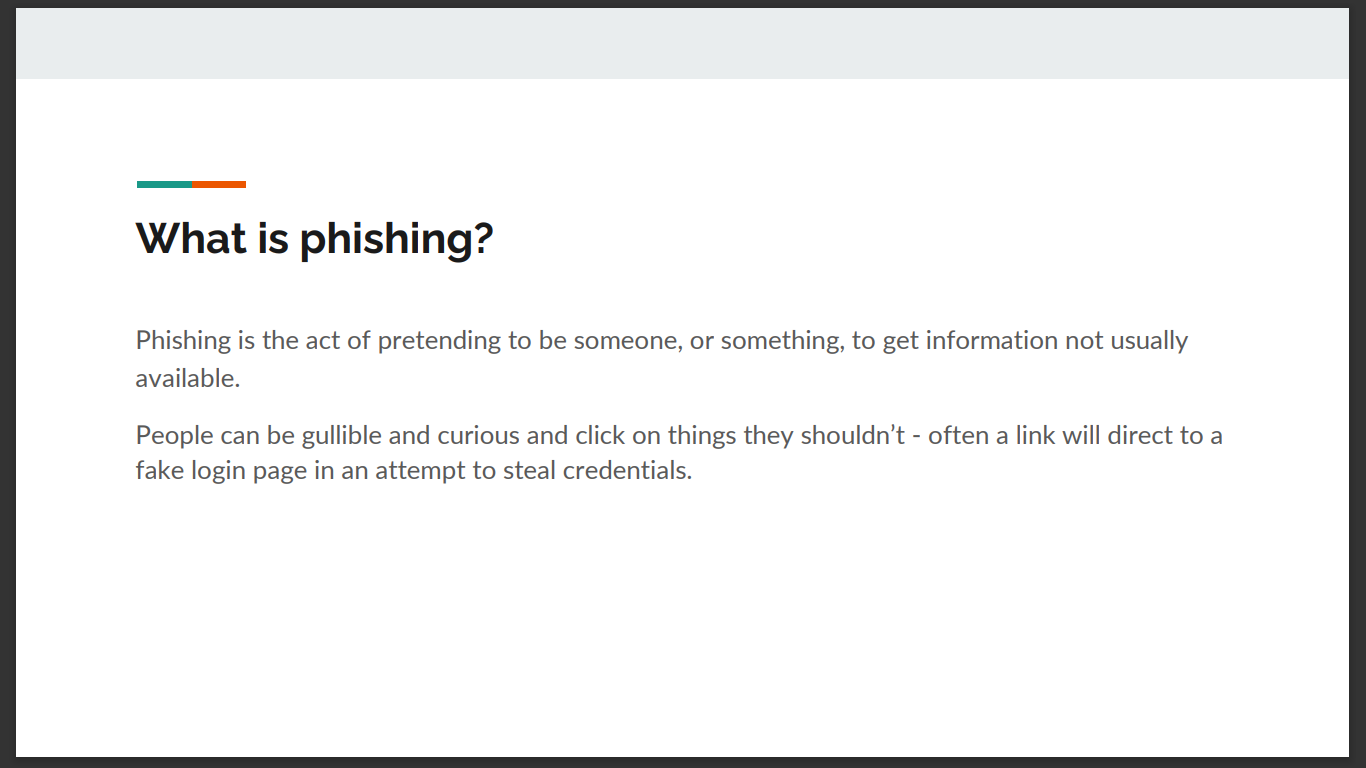 What is phishing?
Phishing is the act of pretending to be someone, or something, to get information not usually
available.
People can be gullible and curious and click on things they shouldn’t - often a link will direct to a
fake login page in an attempt to steal credentials.